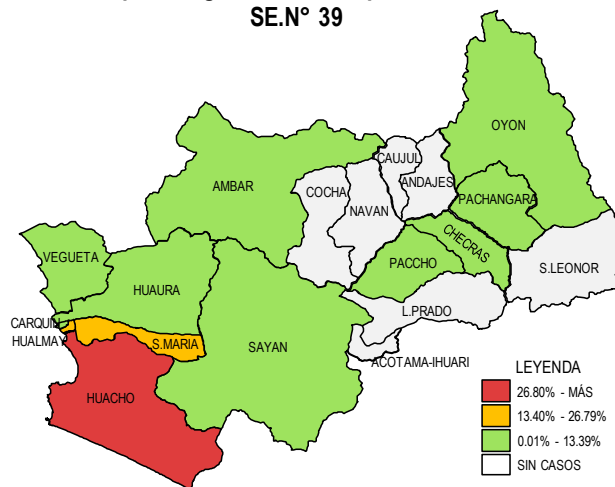 SE.N° 39
OYON
CAUJUL
ANDAJES
AMBAR
COCHA
NAVAN
PACHANGARA
CHECRAS
VEGUETA
PACCHO
S.LEONOR
HUAURA
L.PRADO
CARQUIN
HUALMAY
S.MARIA
SAYAN
ACOTAMA-IHUARI
HUACHO
LEYENDA
26.80% - MÁS
13.40% - 26.79%
0.01% - 13.39%
SIN CASOS